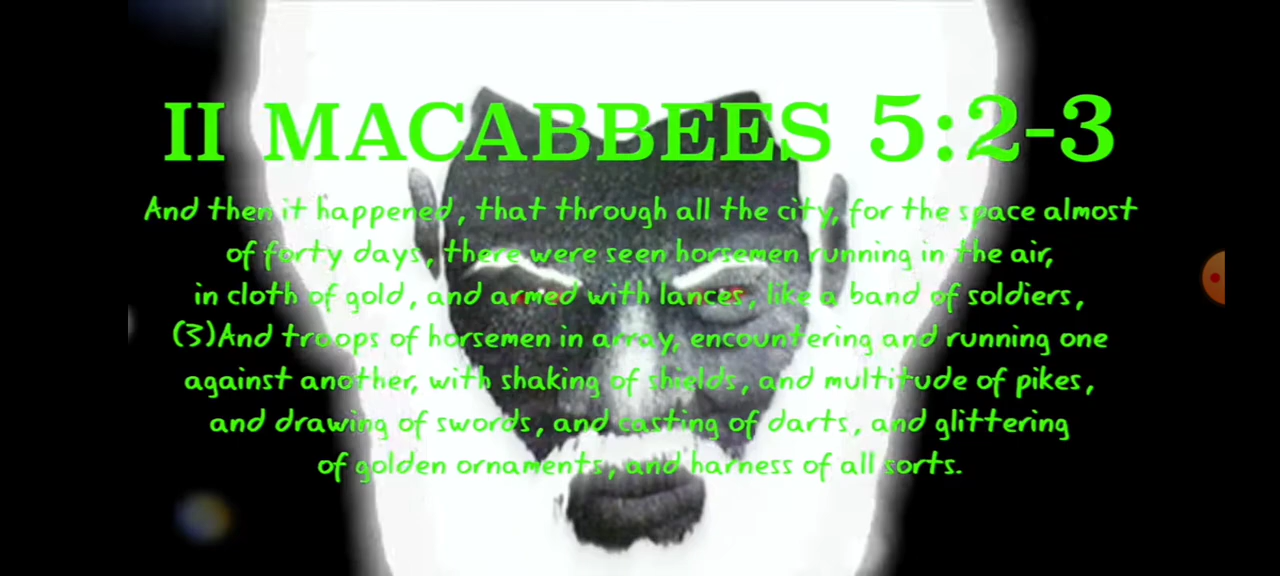 II MACABBEES 5:2-3
And then it happened, that through all the city, for the space almost
of forty days, there were seen horsemen running in the air,
in cloth of gold, and armed with lances, like a band of soldiers,
(3)And troops of horsemen in array, encountering and running one
against another, with shaking of shields, and multitude of pikes,
and drawing of swords, and casting of darts, and glittering
of golden ornaments, and harness of all sorts.